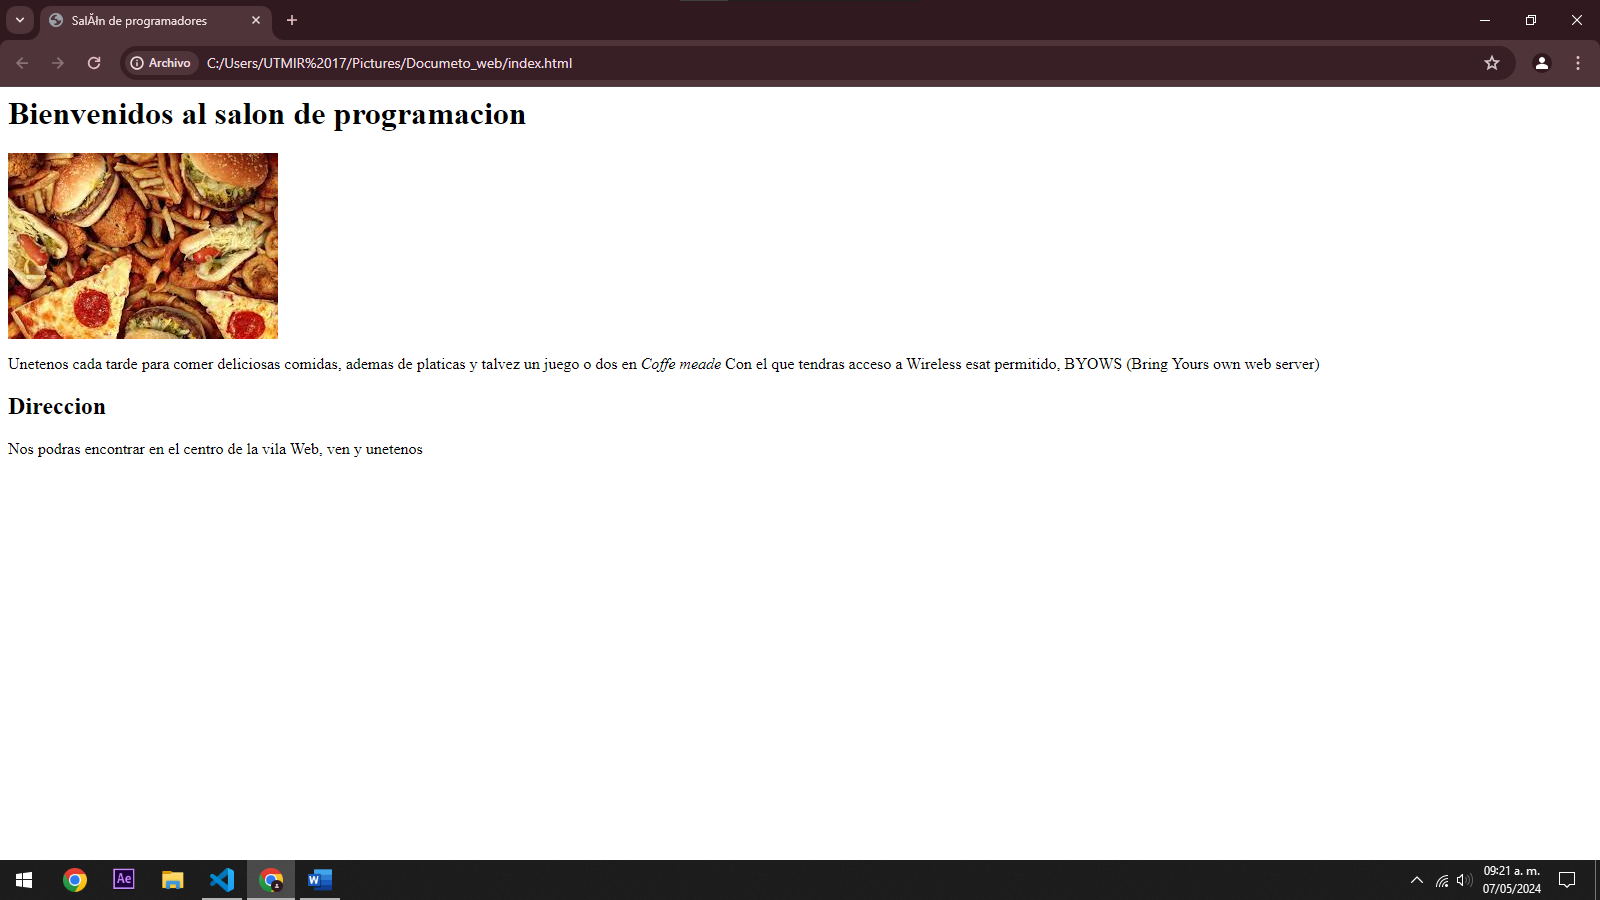 SalĂłn de programadores
Archivo
C:/Users/UTMIR%2017/Pictures/Documeto_web/index.html
Bienvenidos al salon de programacion
Unetenos cada tarde para comer deliciosas comidas, ademas de platicas y talvez un juego o dos en Coffe meade Con el que tendras acceso a Wireless esat permitido, BYOWS (Bring Yours own web server)
Direccion
Nos podras encontrar en el centro de la vila Web, ven y unetenos
Ae
W
09:21 a. m.
07/05/2024